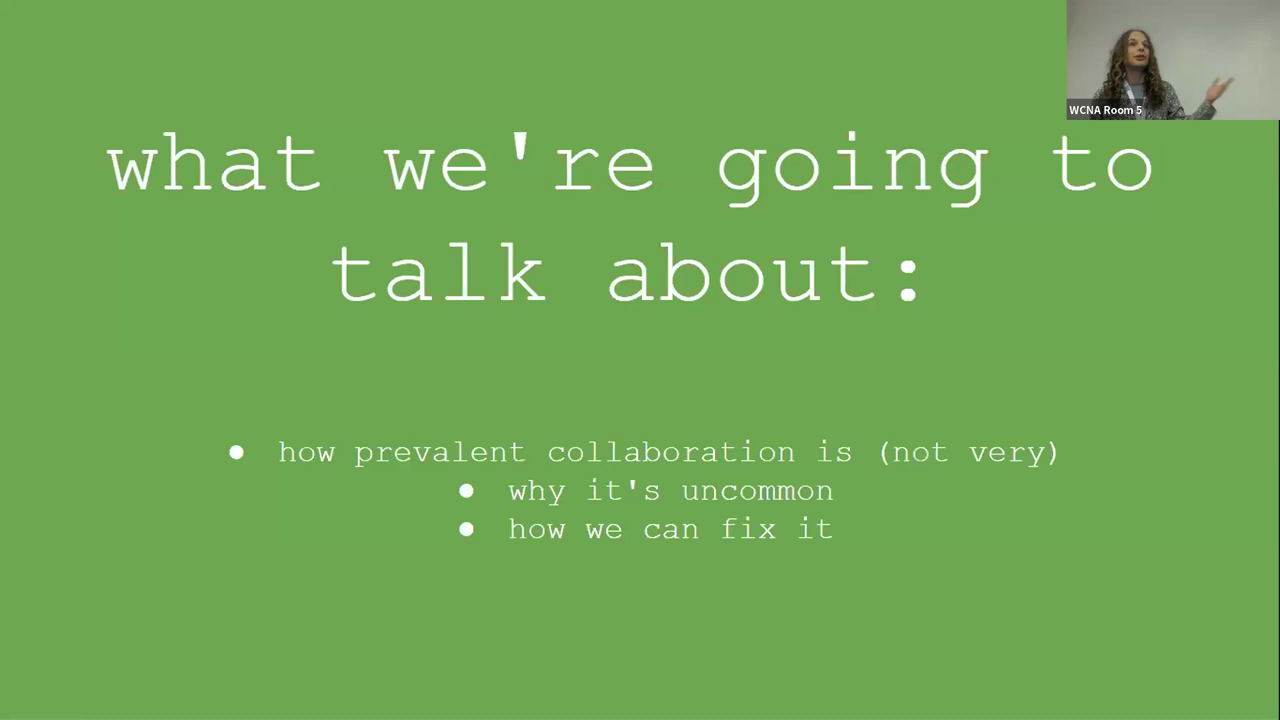 WCNA Room 5
what we're going to
talk about:
● how prevalent collaboration is (not very)
● why it's uncommon
● how we can fix it